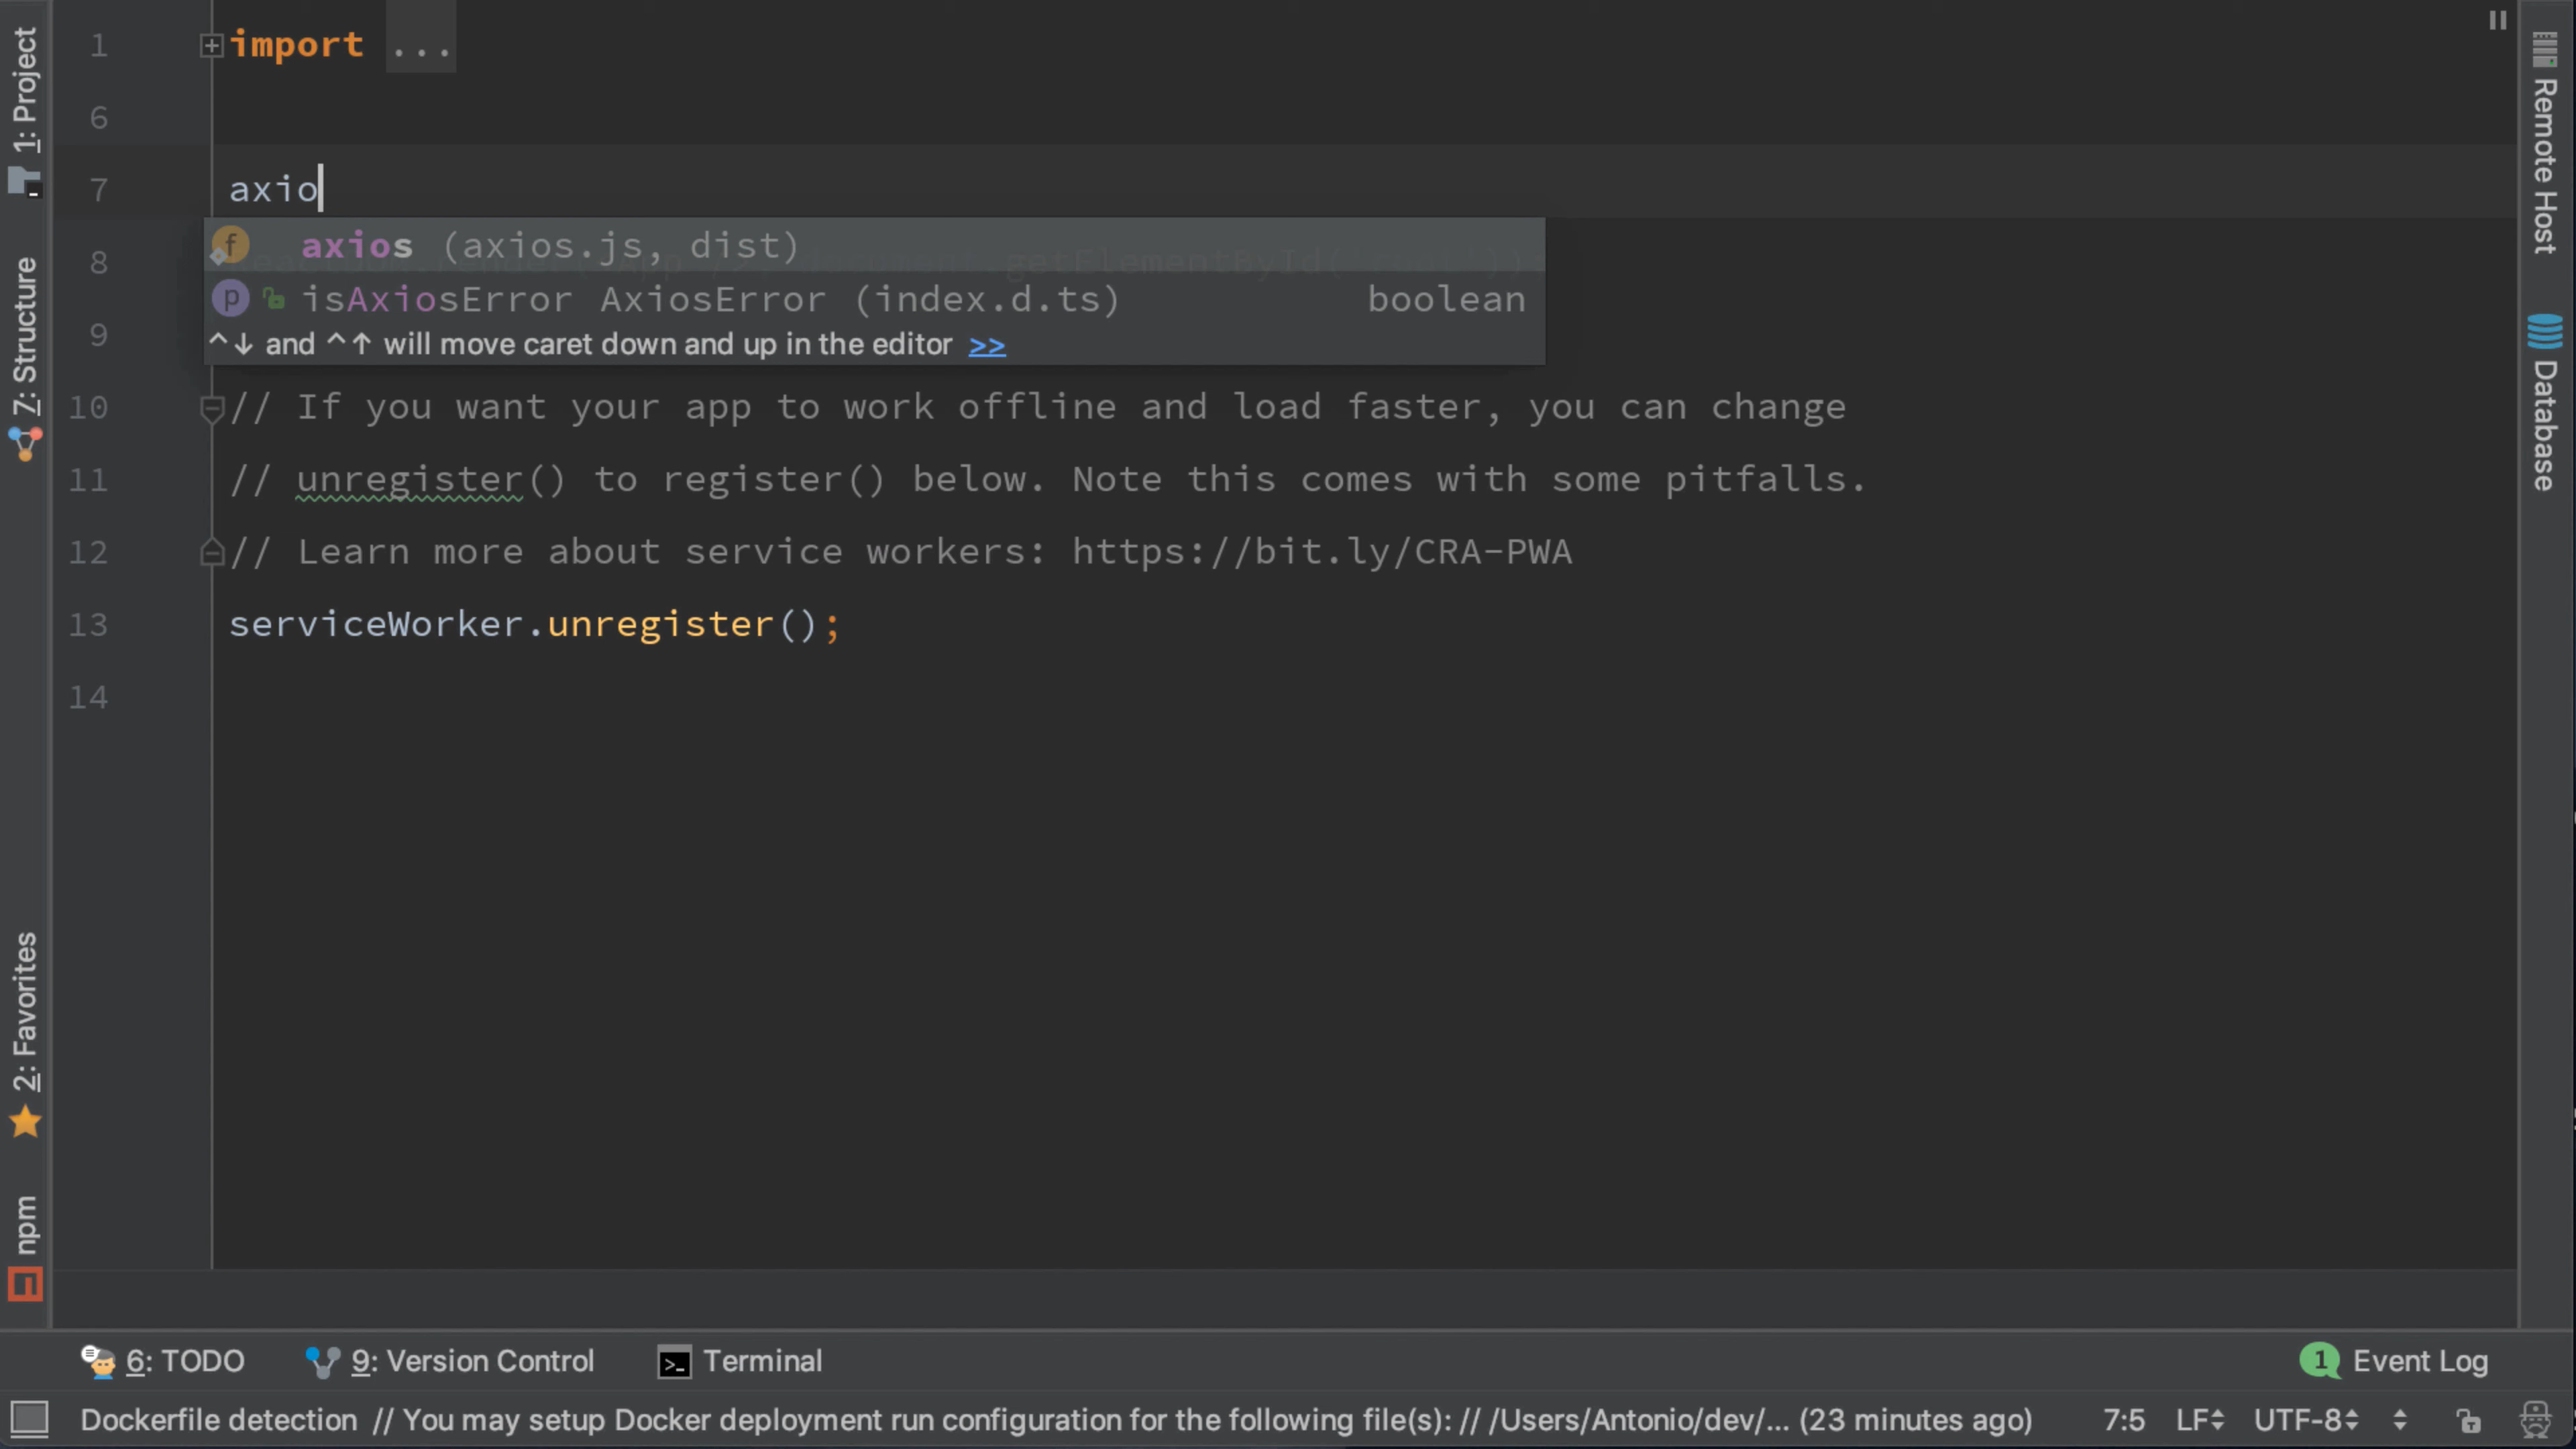 1 import ...
6
7 axio
axios (axios.js, dist)
8
isAxiosError AxiosError (index.d.ts) boolean
9
^↓ and ^↑ will move caret down and up in the editor >>
10 // If you want your app to work offline and load faster, you can change
11 // unregister() to register() below. Note this comes with some pitfalls.
12 // Learn more about service workers: https://bit.ly/CRA-PWA
13 serviceWorker.unregister();
14
1: Project
7: Structure
2: Favorites
npm
Remote Host
Database
6: TODO 9: Version Control Terminal 1 Event Log
Dockerfile detection // You may setup Docker deployment run configuration for the following file(s): // /Users/Antonio/dev/... (23 minutes ago) 7:5 LF UTF-8